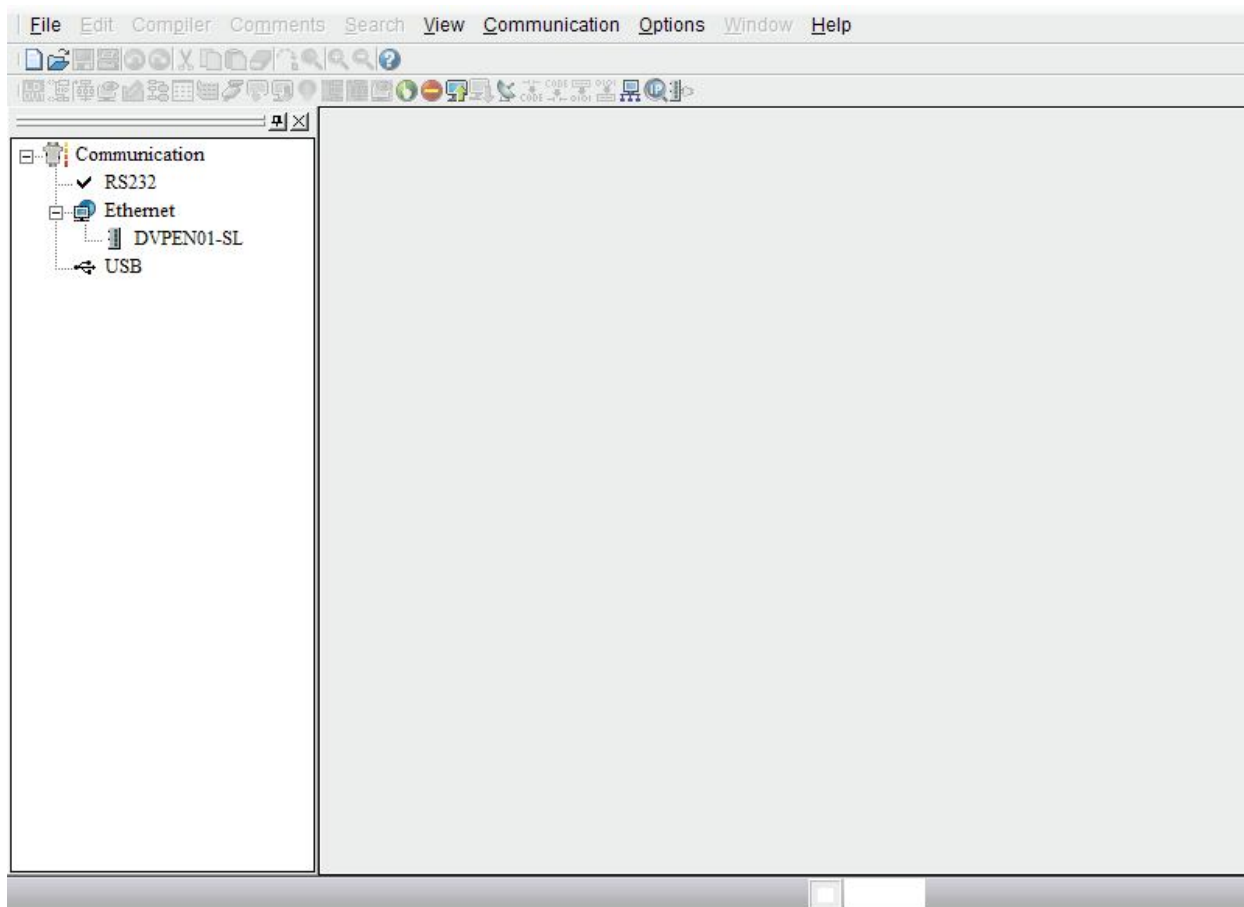 File Edit Compiler Comments Search View Communication Options Window Help
Communication
RS232
Ethernet
DVPEN01-SL
USB